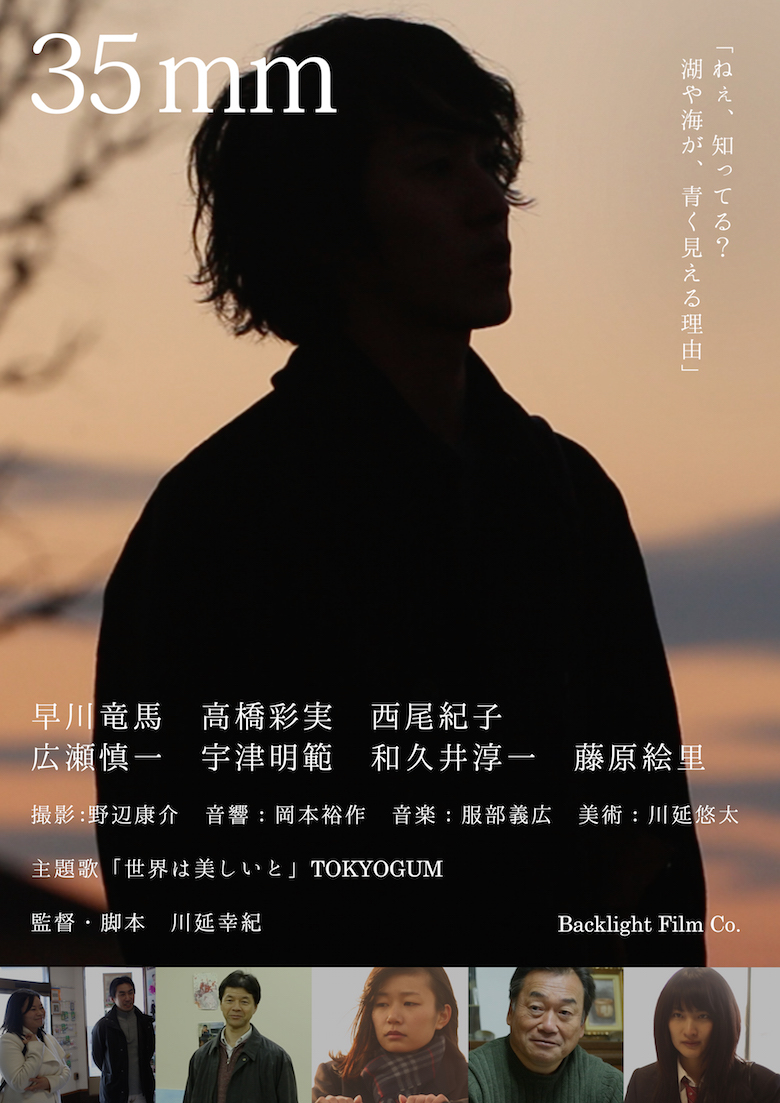 35mm
「ねぇ、知ってる？
湖や海が、青く見える理由」
早川竜馬　高橋彩実　西尾紀子
広瀬慎一　宇津明範　和久井淳一　藤原絵里
撮影:野辺康介　音響：岡本裕作　音楽：服部義広　美術：川延悠太
主題歌「世界は美しいと」TOKYOGUM
監督・脚本　川延幸紀
Backlight Film Co.